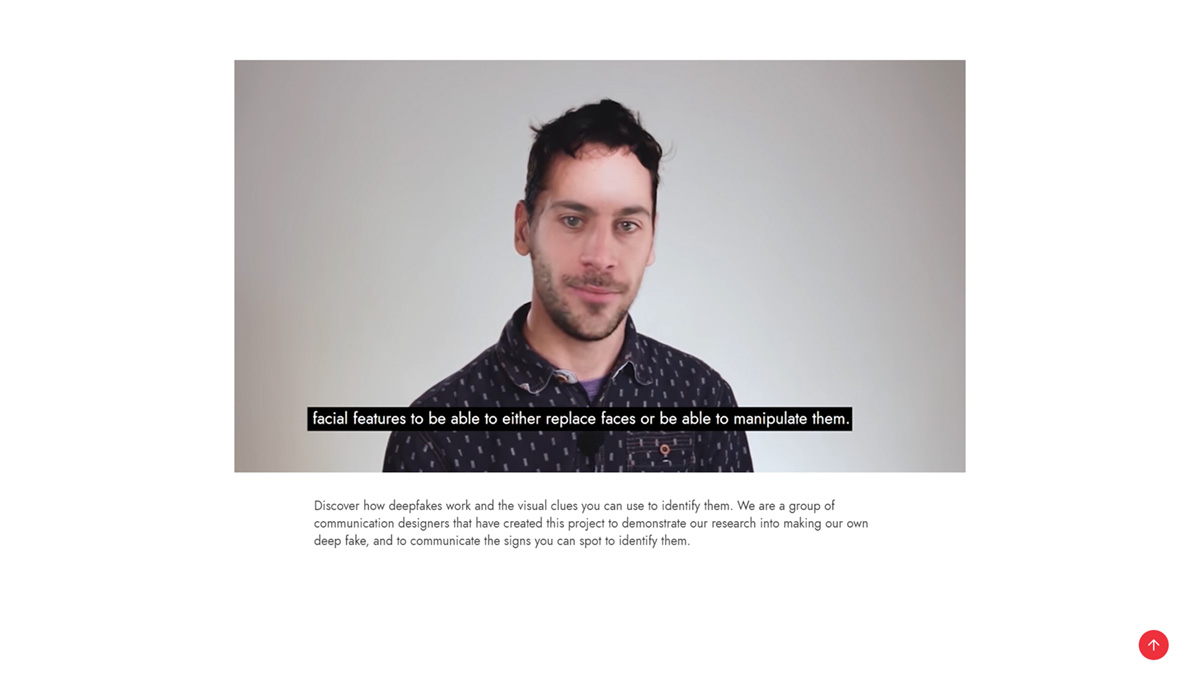 facial features to be able to either replace faces or be able to manipulate them.
Discover how deepfakes work and the visual clues you can use to identify them. We are a group of
communication designers that have created this project to demonstrate our research into making our own
deep fake, and to communicate the signs you can spot to identify them.